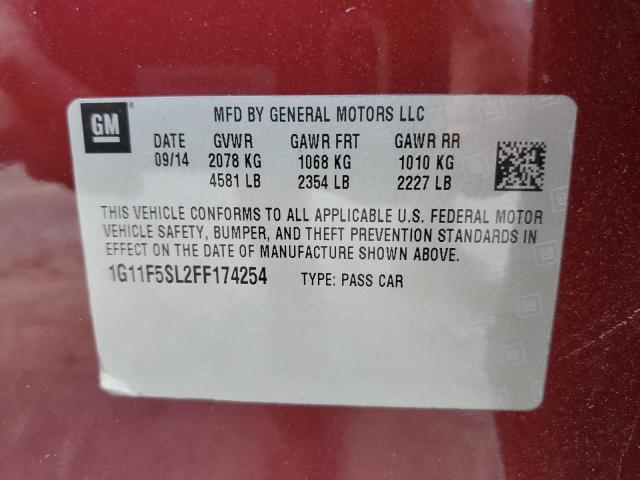 GM ®
MFD BY GENERAL MOTORS LLC
DATE GVWR GAWR FRT GAWR RR
09/14 2078 KG 1068 KG 1010 KG
4581 LB 2354 LB 2227 LB
THIS VEHICLE CONFORMS TO ALL APPLICABLE U.S. FEDERAL MOTOR
VEHICLE SAFETY, BUMPER, AND THEFT PREVENTION STANDARDS IN
EFFECT ON THE DATE OF MANUFACTURE SHOWN ABOVE.
1G11F5SL2FF174254 TYPE: PASS CAR